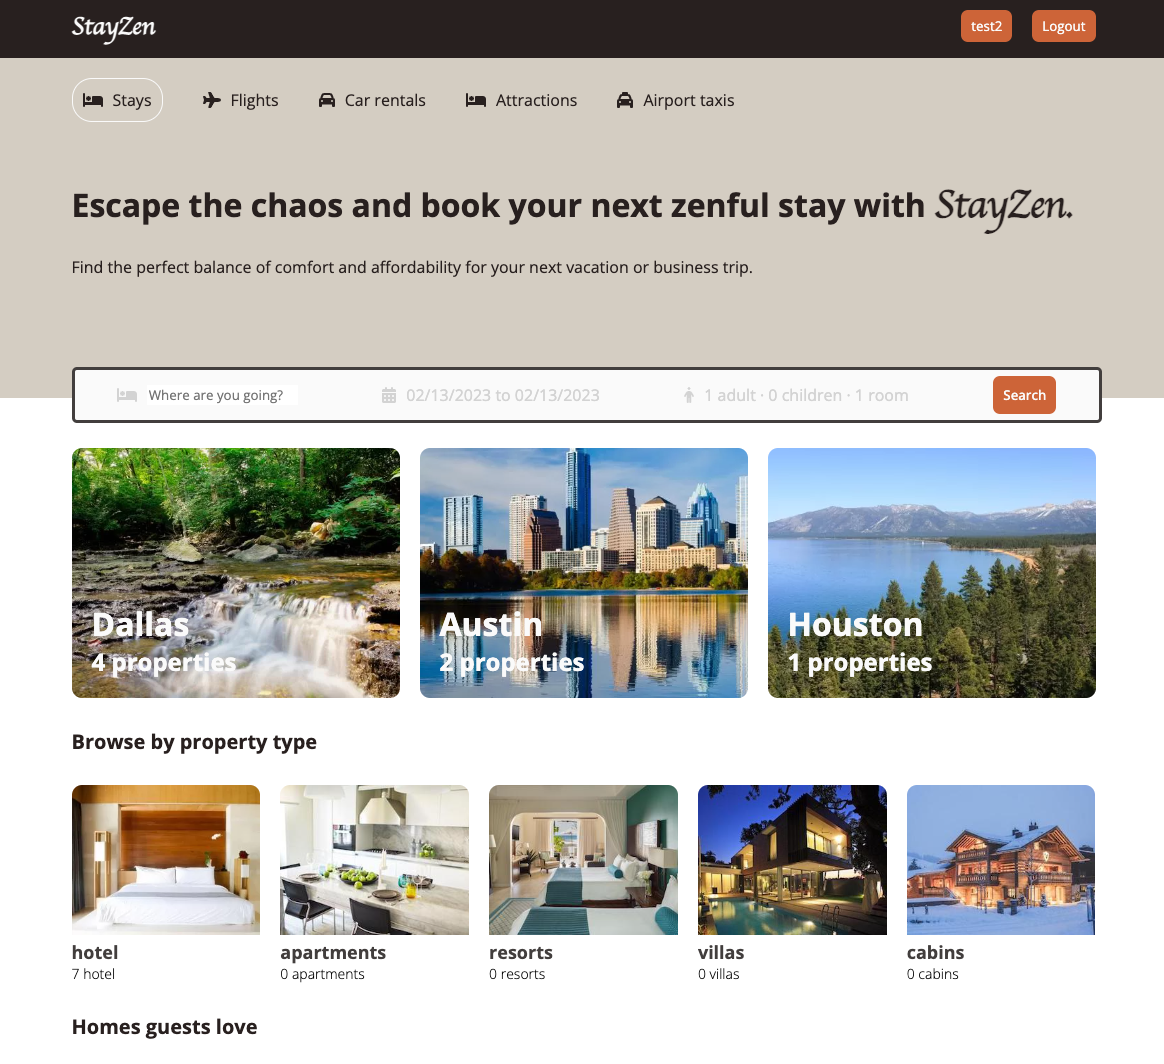 StayZen
test2
Logout
Stays
Flights
Car rentals
Attractions
Airport taxis
Escape the chaos and book your next zenful stay with StayZen.
Find the perfect balance of comfort and affordability for your next vacation or business trip.
Where are you going?
02/13/2023 to 02/13/2023
1 adult · 0 children · 1 room
Search
Dallas
4 properties
Austin
2 properties
Houston
1 properties
Browse by property type
hotel
7 hotel
apartments
0 apartments
resorts
0 resorts
villas
0 villas
cabins
0 cabins
Homes guests love